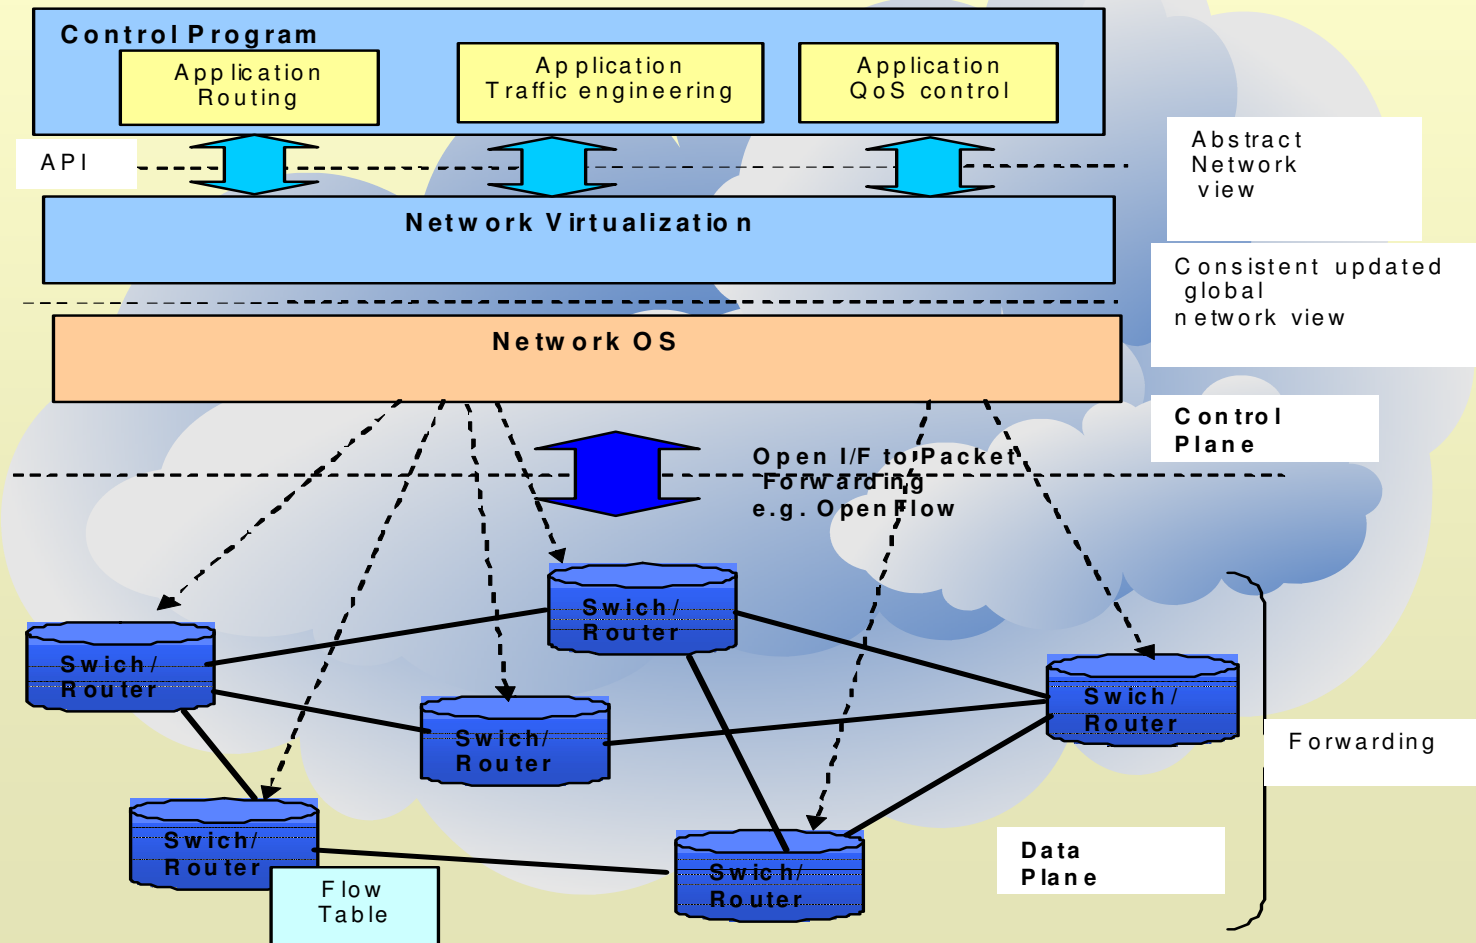 Control Program
Application
Routing
Application
Traffic engineering
Application
QoS control
API
Abstract
Network
view
Network Virtualization
Consistent updated
global
network view
Network OS
Control
Plane
Open I/F to Packet
Forwarding
e.g. OpenFlow
Swich/
Router
Swich/
Router
Swich/
Router
Swich/
Router
Forwarding
Swich/
Router
Swich/
Router
Data
Plane
Flow
Table